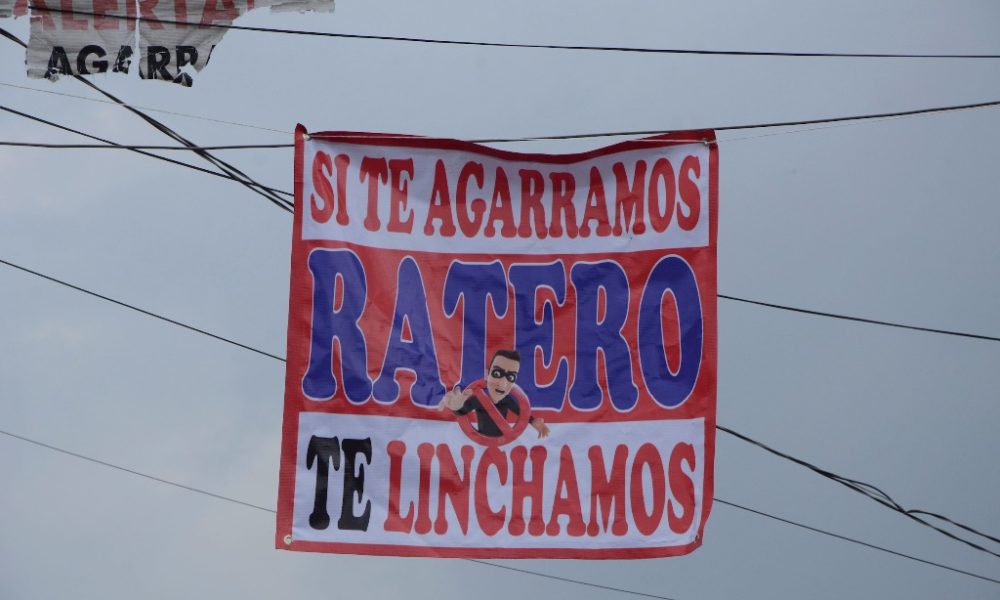 ALERTA
AGARR
SI TE AGARRAMOS
RATERO
TE LINCHAMOS